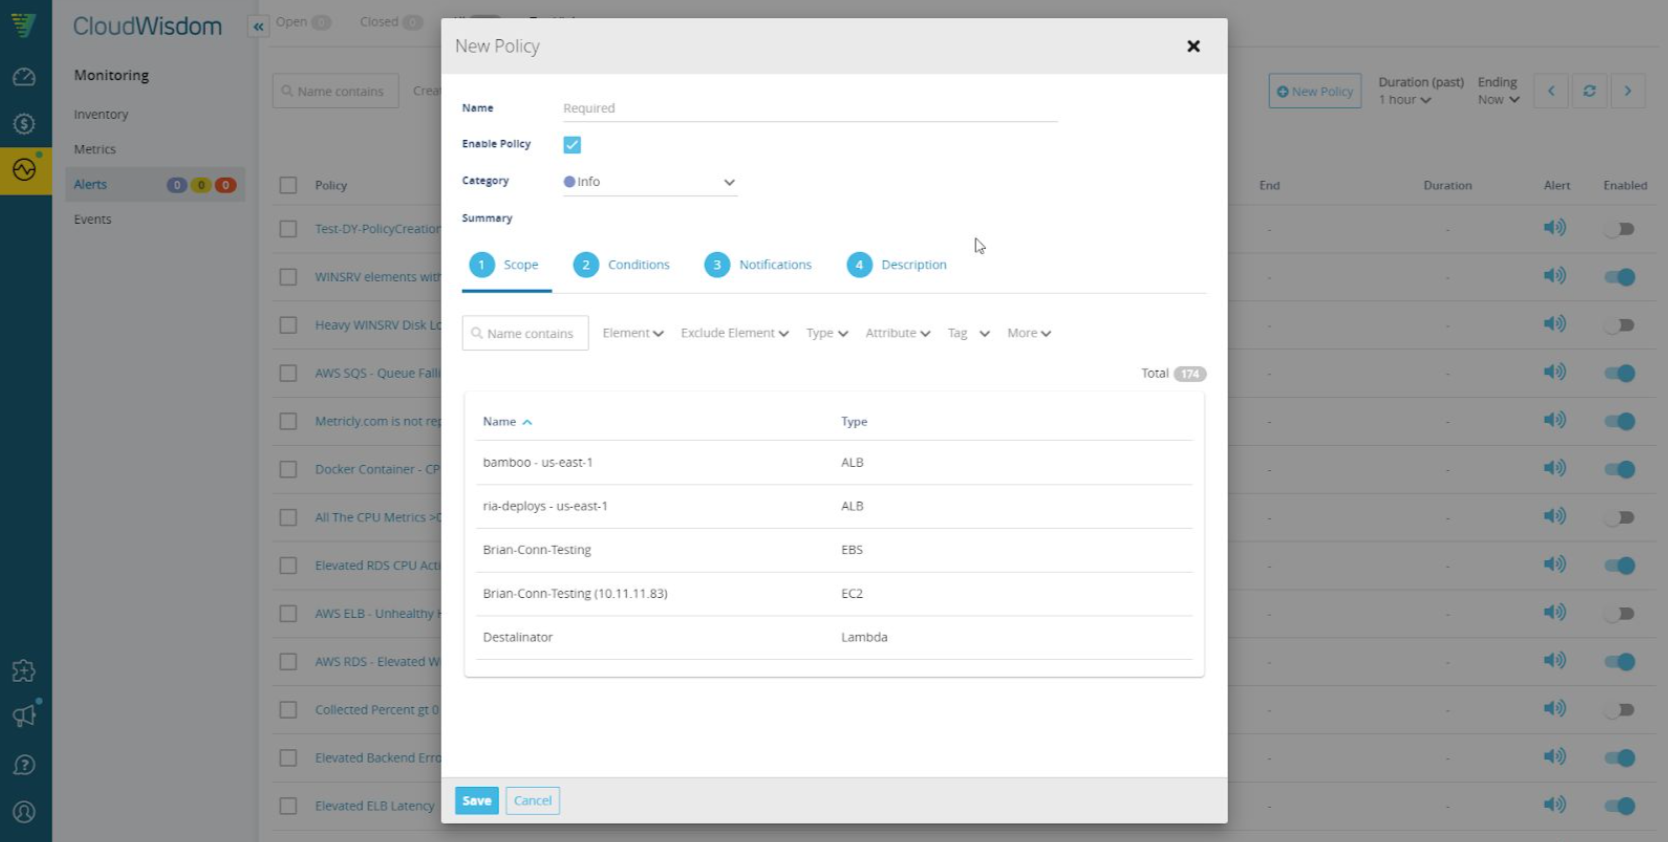 CloudWisdom
Monitoring
Inventory
Metrics
Alerts 0 0 0
Events
Open 0 Closed 0
Name contains
New Policy
Duration (past)
1 hour
Ending
Now
Policy End Duration Alert Enabled
Test-DY-PolicyCreation
WINSRV elements with
Heavy WINSRV Disk Lo
AWS SQS - Queue Falli
Metricly.com is not rep
Docker Container - CP
All The CPU Metrics >0
Elevated RDS CPU Acti
AWS ELB - Unhealthy H
AWS RDS - Elevated W
Collected Percent gt 0
Elevated Backend Erro
Elevated ELB Latency
New Policy
Name Required
Enable Policy
Category Info
Summary
1 Scope 2 Conditions 3 Notifications 4 Description
Name contains Element Exclude Element Type Attribute Tag More
Total 174
Name Type
bamboo - us-east-1 ALB
ria-deploys - us-east-1 ALB
Brian-Conn-Testing EBS
Brian-Conn-Testing (10.11.11.83) EC2
Destalinator Lambda
Save Cancel